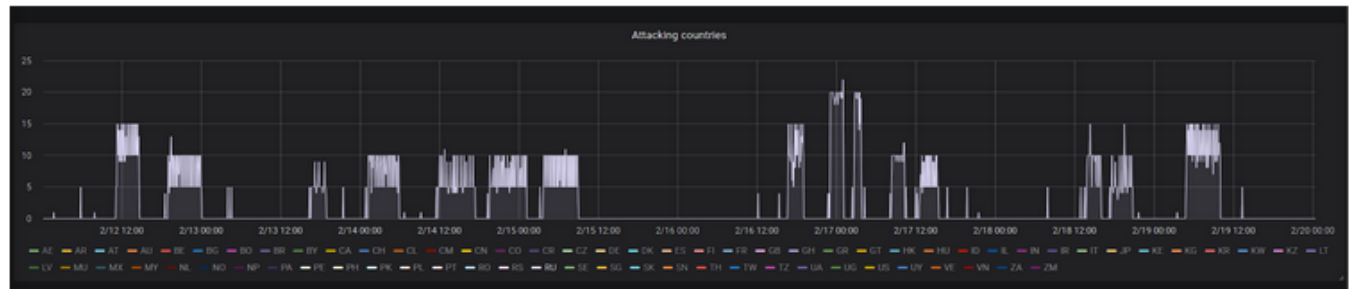 Attacking countries
25
20
15
10
5
0
2/12 12:00 2/13 00:00 2/13 12:00 2/14 00:00 2/14 12:00 2/15 00:00 2/15 12:00 2/16 00:00 2/16 12:00 2/17 00:00 2/17 12:00 2/18 00:00 2/18 12:00 2/19 00:00 2/19 12:00 2/20 00:00
AE AR AT AU BE BG BO BR BY CA CH CL CM CN CO CR CZ DE DK ES FI FR GB GH GR GT HK HU ID IL IN IR IT JP KE KG KR KW KZ LT
LV MU MX MY NL NO NP PA PE PH PK PL PT RO RS RU SE SG SK SN TH TW TZ UA UG US UY VE VN ZA ZM